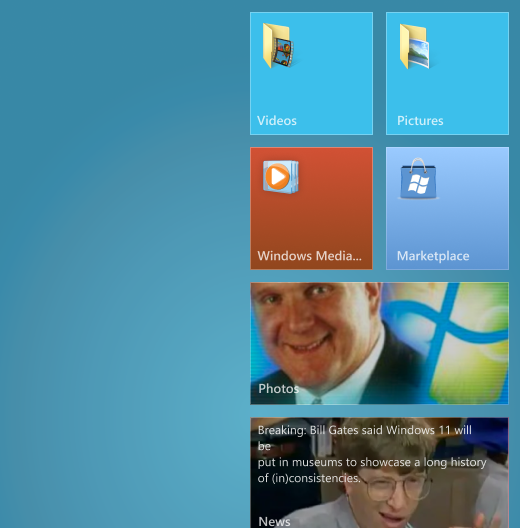 Videos
Pictures
Windows Media...
Marketplace
Photos
Breaking: Bill Gates said Windows 11 will
be
put in museums to showcase a long history
of (in)consistencies.
News